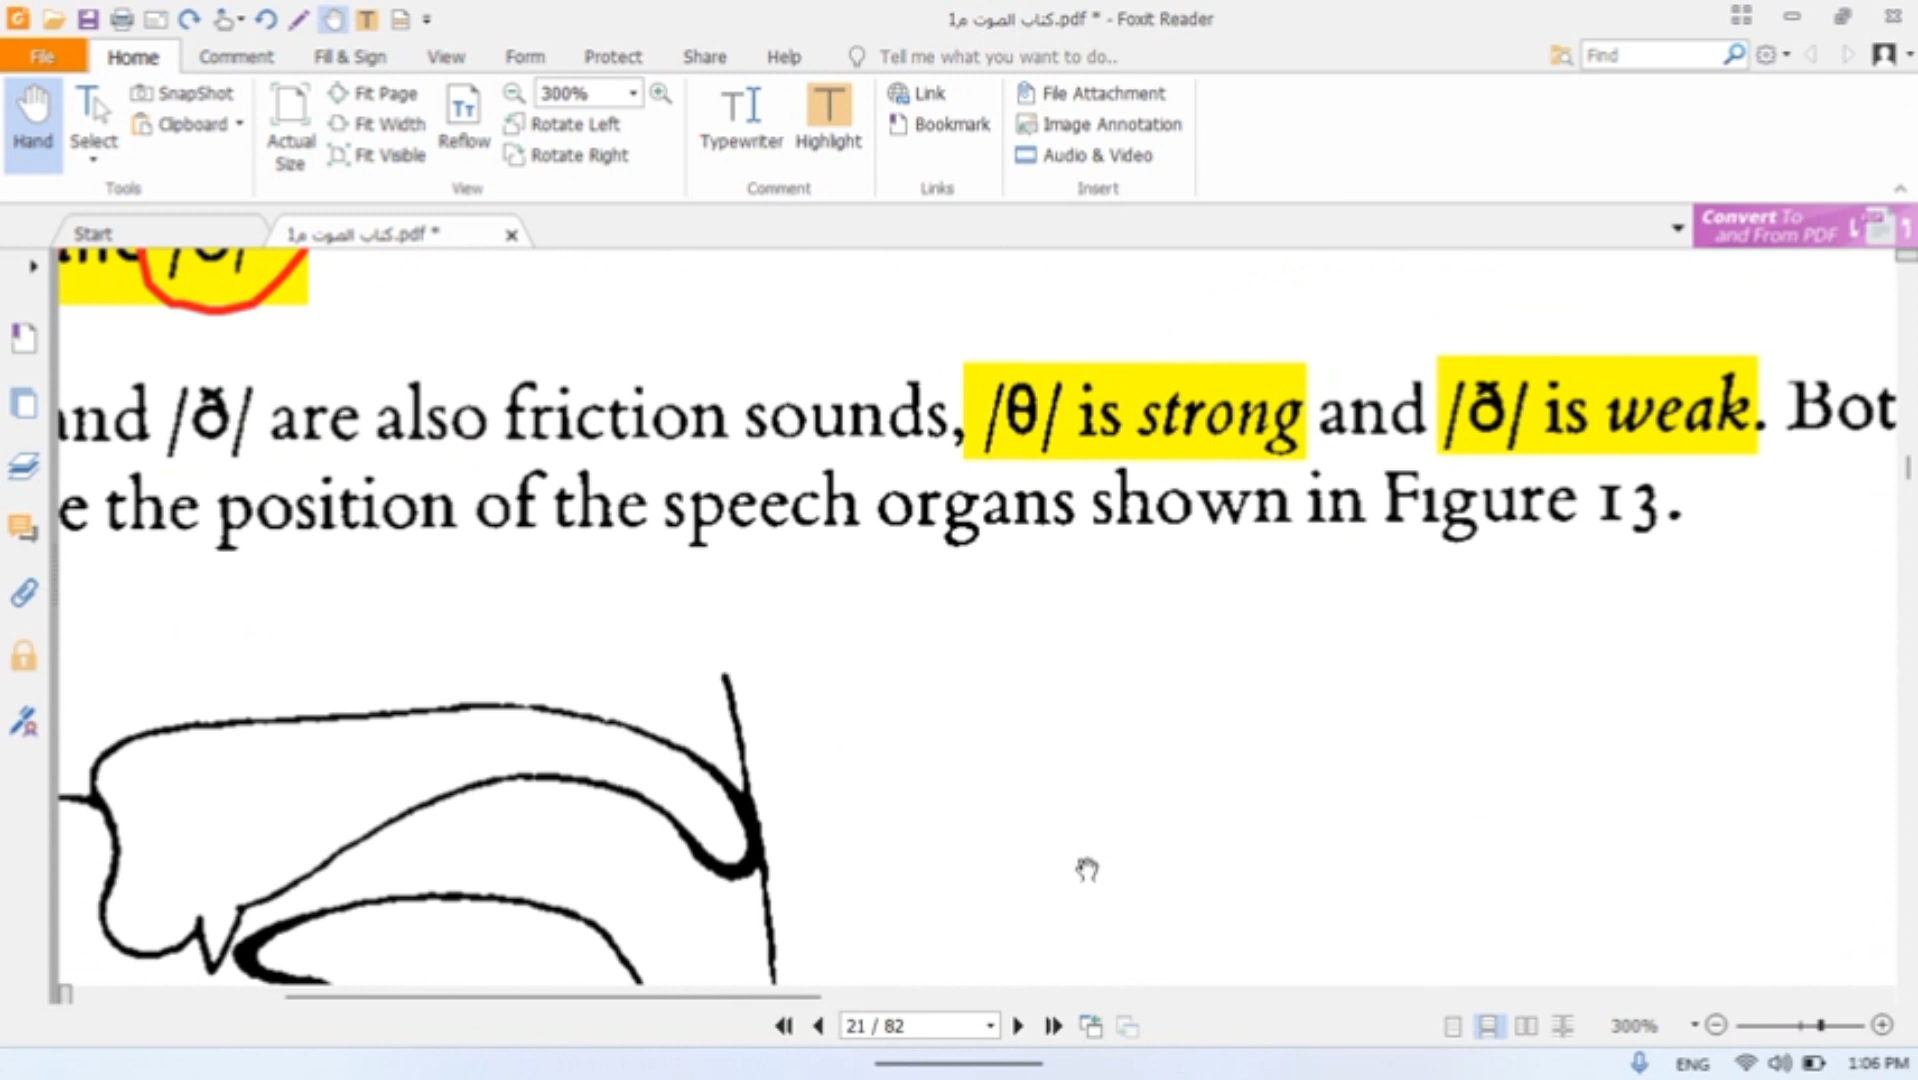 كتاب الصوت م1.pdf * - Foxit Reader
File Home Comment Fill & Sign View Form Protect Share Help Tell me what you want to do.. Find
Hand Select SnapShot Clipboard Tools
Actual Size Fit Page Fit Width Fit Visible Reflow 300% Rotate Left Rotate Right View
Typewriter Highlight Comment
Link Bookmark Links
File Attachment Image Annotation Audio & Video Insert
Start كتاب الصوت م1.pdf * Convert To and From PDF
and /ð/ are also friction sounds, /θ/ is strong and /ð/ is weak. Bot
e the position of the speech organs shown in Figure 13.
21 / 82 300%
ENG 1:06 PM